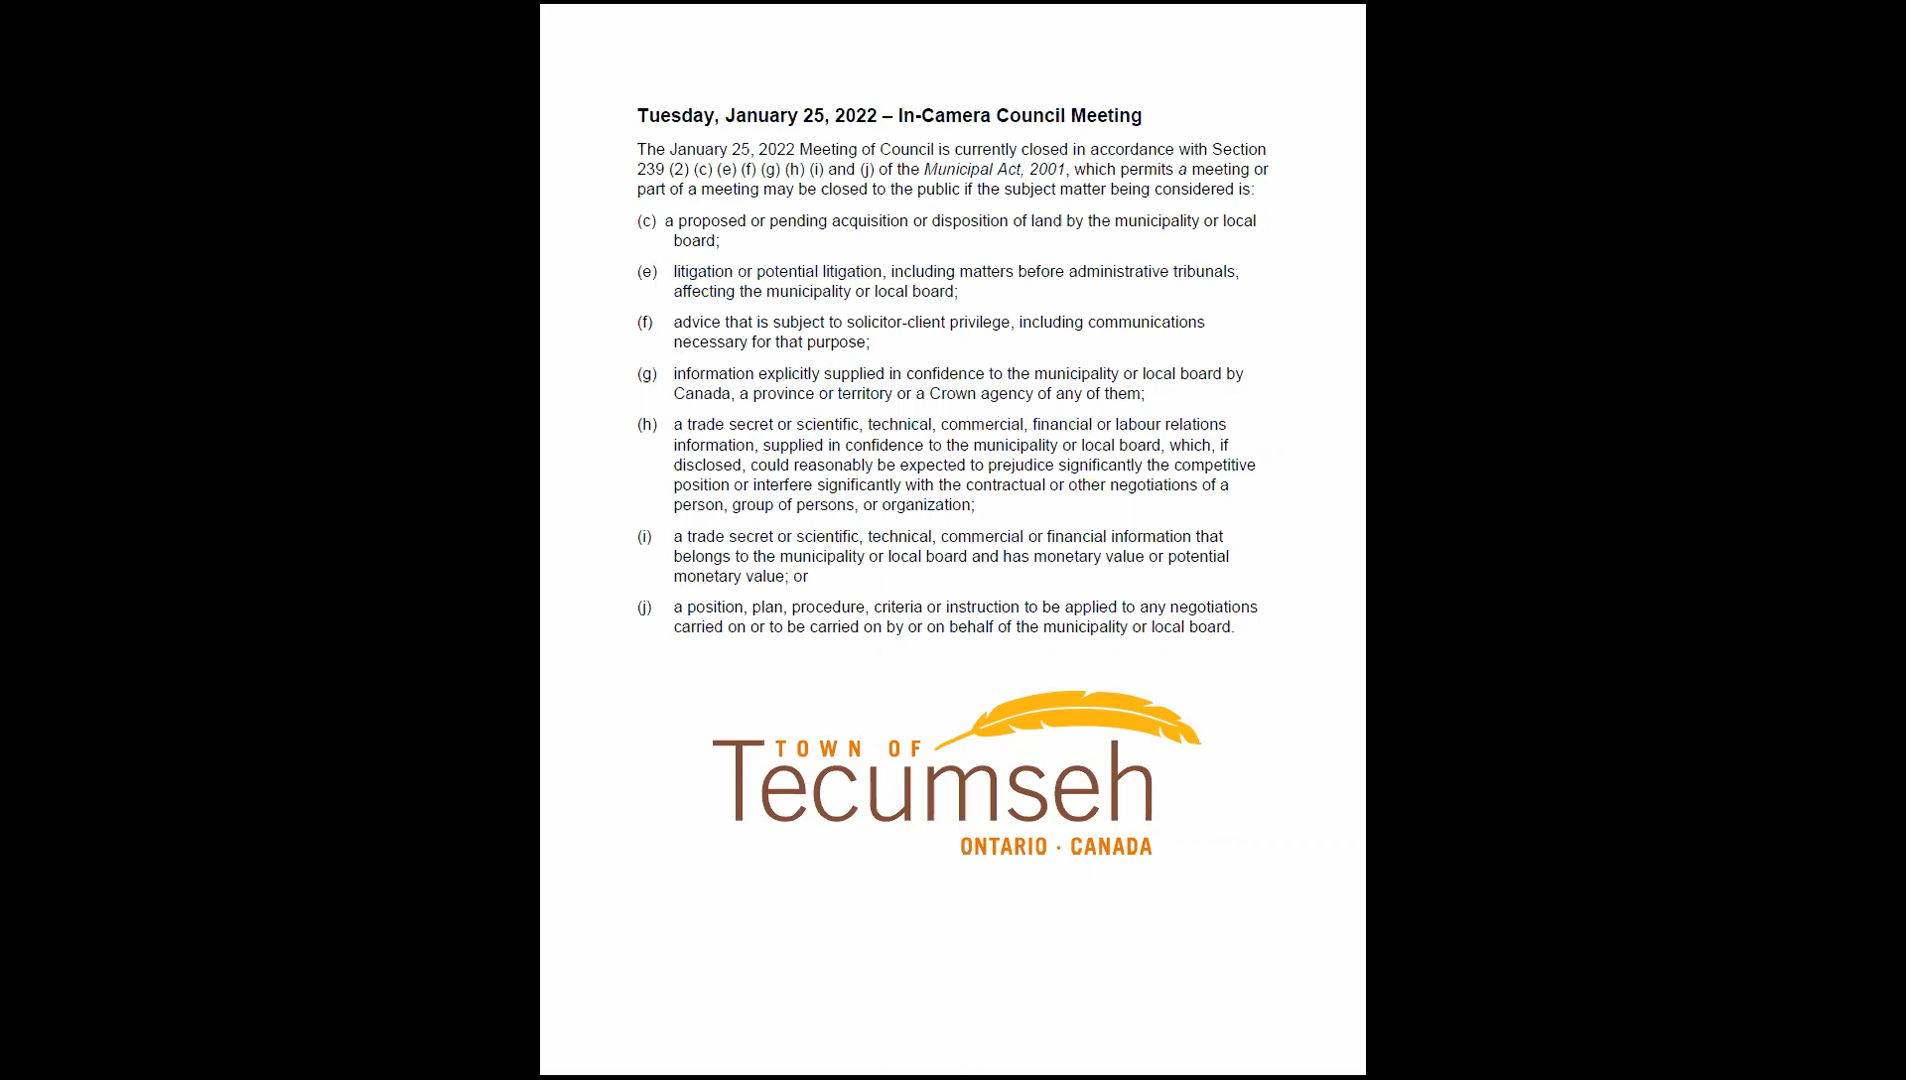 Tuesday, January 25, 2022 – In-Camera Council Meeting
The January 25, 2022 Meeting of Council is currently closed in accordance with Section
239 (2) (c) (e) (f) (g) (h) (i) and (j) of the Municipal Act, 2001, which permits a meeting or
part of a meeting may be closed to the public if the subject matter being considered is:
(c) a proposed or pending acquisition or disposition of land by the municipality or local
board;
(e) litigation or potential litigation, including matters before administrative tribunals,
affecting the municipality or local board;
(f) advice that is subject to solicitor-client privilege, including communications
necessary for that purpose;
(g) information explicitly supplied in confidence to the municipality or local board by
Canada, a province or territory or a Crown agency of any of them;
(h) a trade secret or scientific, technical, commercial, financial or labour relations
information, supplied in confidence to the municipality or local board, which, if
disclosed, could reasonably be expected to prejudice significantly the competitive
position or interfere significantly with the contractual or other negotiations of a
person, group of persons, or organization;
(i) a trade secret or scientific, technical, commercial or financial information that
belongs to the municipality or local board and has monetary value or potential
monetary value; or
(j) a position, plan, procedure, criteria or instruction to be applied to any negotiations
carried on or to be carried on by or on behalf of the municipality or local board.
TOWN OF
Tecumseh
ONTARIO · CANADA